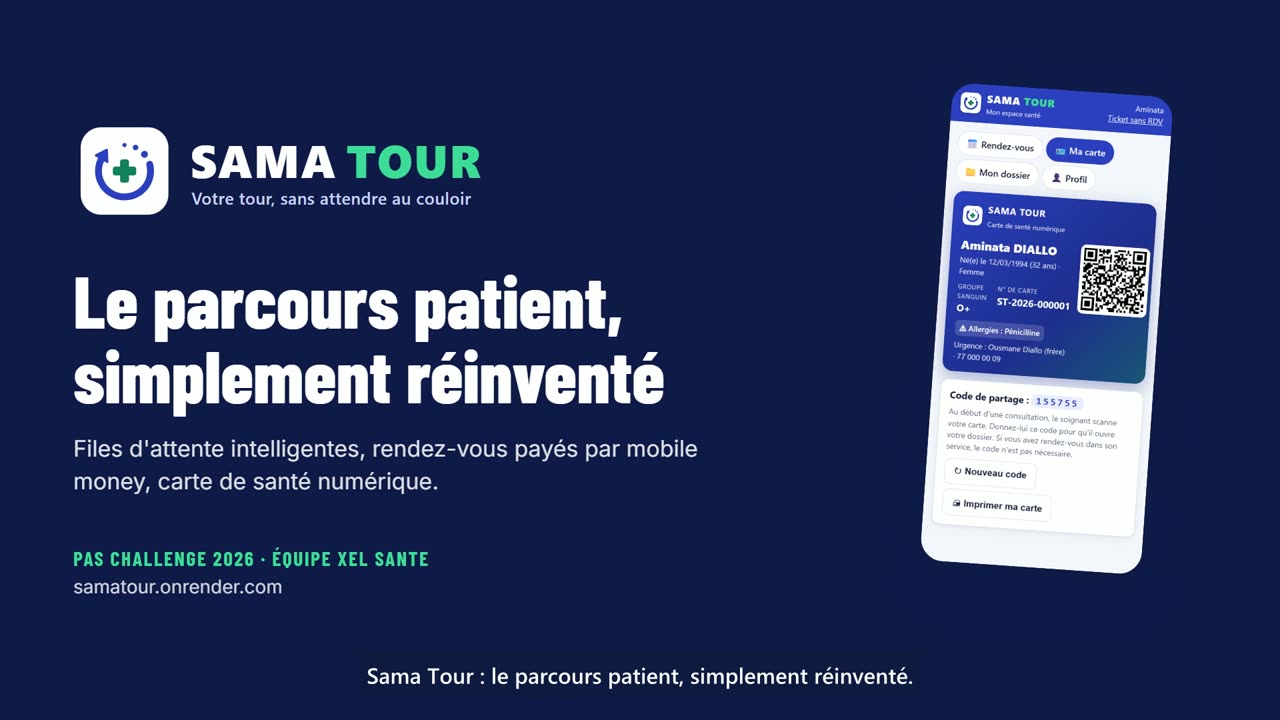 SAMA TOUR
Votre tour, sans attendre au couloir
Le parcours patient,
simplement réinventé
Files d'attente intelligentes, rendez-vous payés par mobile
money, carte de santé numérique.
PAS CHALLENGE 2026 · ÉQUIPE XEL SANTE
samatour.onrender.com
SAMA TOUR
Mon espace santé
Aminata
Ticket sans RDV
Rendez-vous
Ma carte
Mon dossier
Profil
SAMA TOUR
Carte de santé numérique
Aminata DIALLO
Né(e) le 12/03/1994 (32 ans) ·
Femme
GROUPE
SANGUIN
O+
N° DE CARTE
ST-2026-000001
⚠ Allergies : Pénicilline
Urgence : Ousmane Diallo (frère)
· 77 000 00 09
Code de partage : 155755
Au début d'une consultation, le soignant scanne
votre carte. Donnez-lui ce code pour qu'il ouvre
votre dossier. Si vous avez rendez-vous dans son
service, le code n'est pas nécessaire.
↻ Nouveau code
Imprimer ma carte
Sama Tour : le parcours patient, simplement réinventé.